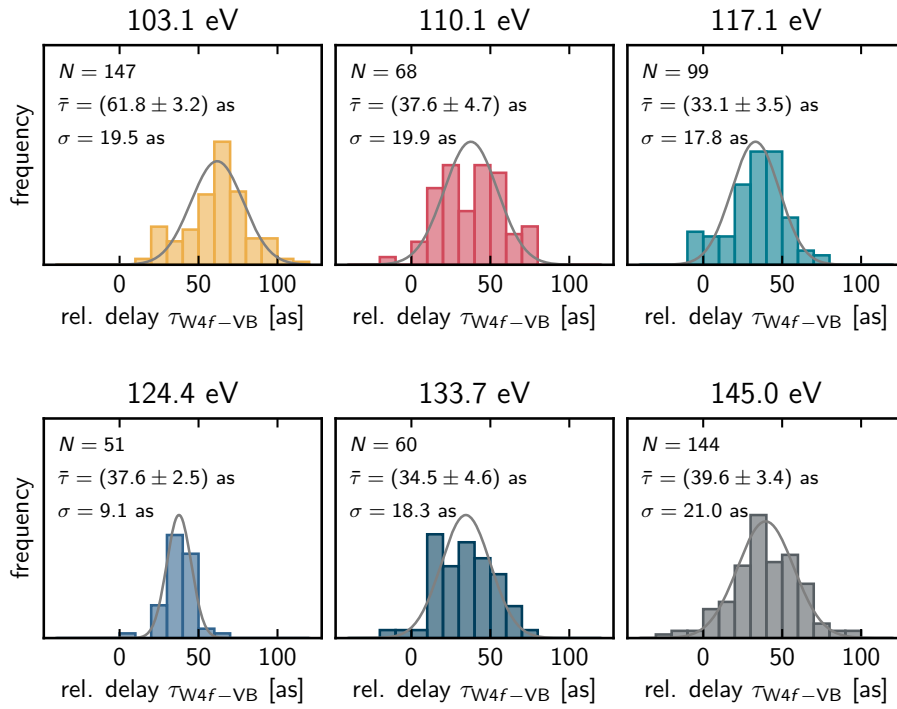 103.1 eV
N = 147
τ̄ = (61.8 ± 3.2) as
σ = 19.5 as
frequency
0 50 100
rel. delay τW4f−VB [as]
110.1 eV
N = 68
τ̄ = (37.6 ± 4.7) as
σ = 19.9 as
0 50 100
rel. delay τW4f−VB [as]
117.1 eV
N = 99
τ̄ = (33.1 ± 3.5) as
σ = 17.8 as
0 50 100
rel. delay τW4f−VB [as]
124.4 eV
N = 51
τ̄ = (37.6 ± 2.5) as
σ = 9.1 as
frequency
0 50 100
rel. delay τW4f−VB [as]
133.7 eV
N = 60
τ̄ = (34.5 ± 4.6) as
σ = 18.3 as
0 50 100
rel. delay τW4f−VB [as]
145.0 eV
N = 144
τ̄ = (39.6 ± 3.4) as
σ = 21.0 as
0 50 100
rel. delay τW4f−VB [as]